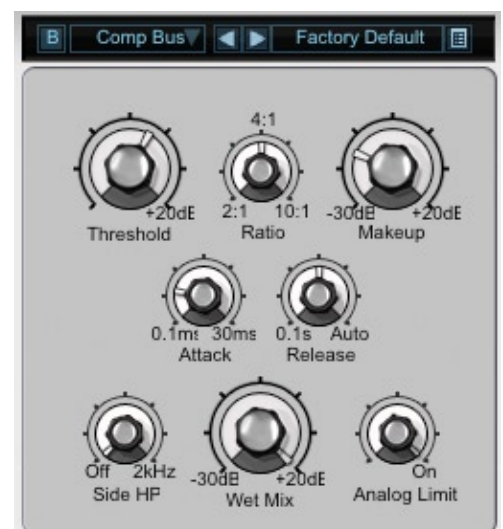 B Comp Bus Factory Default
4:1
+20dB 2:1 10:1 -30dB +20dB
Threshold Ratio Makeup
0.1ms 30ms 0.1s Auto
Attack Release
Off 2kHz -30dB +20dB On
Side HP Wet Mix Analog Limit